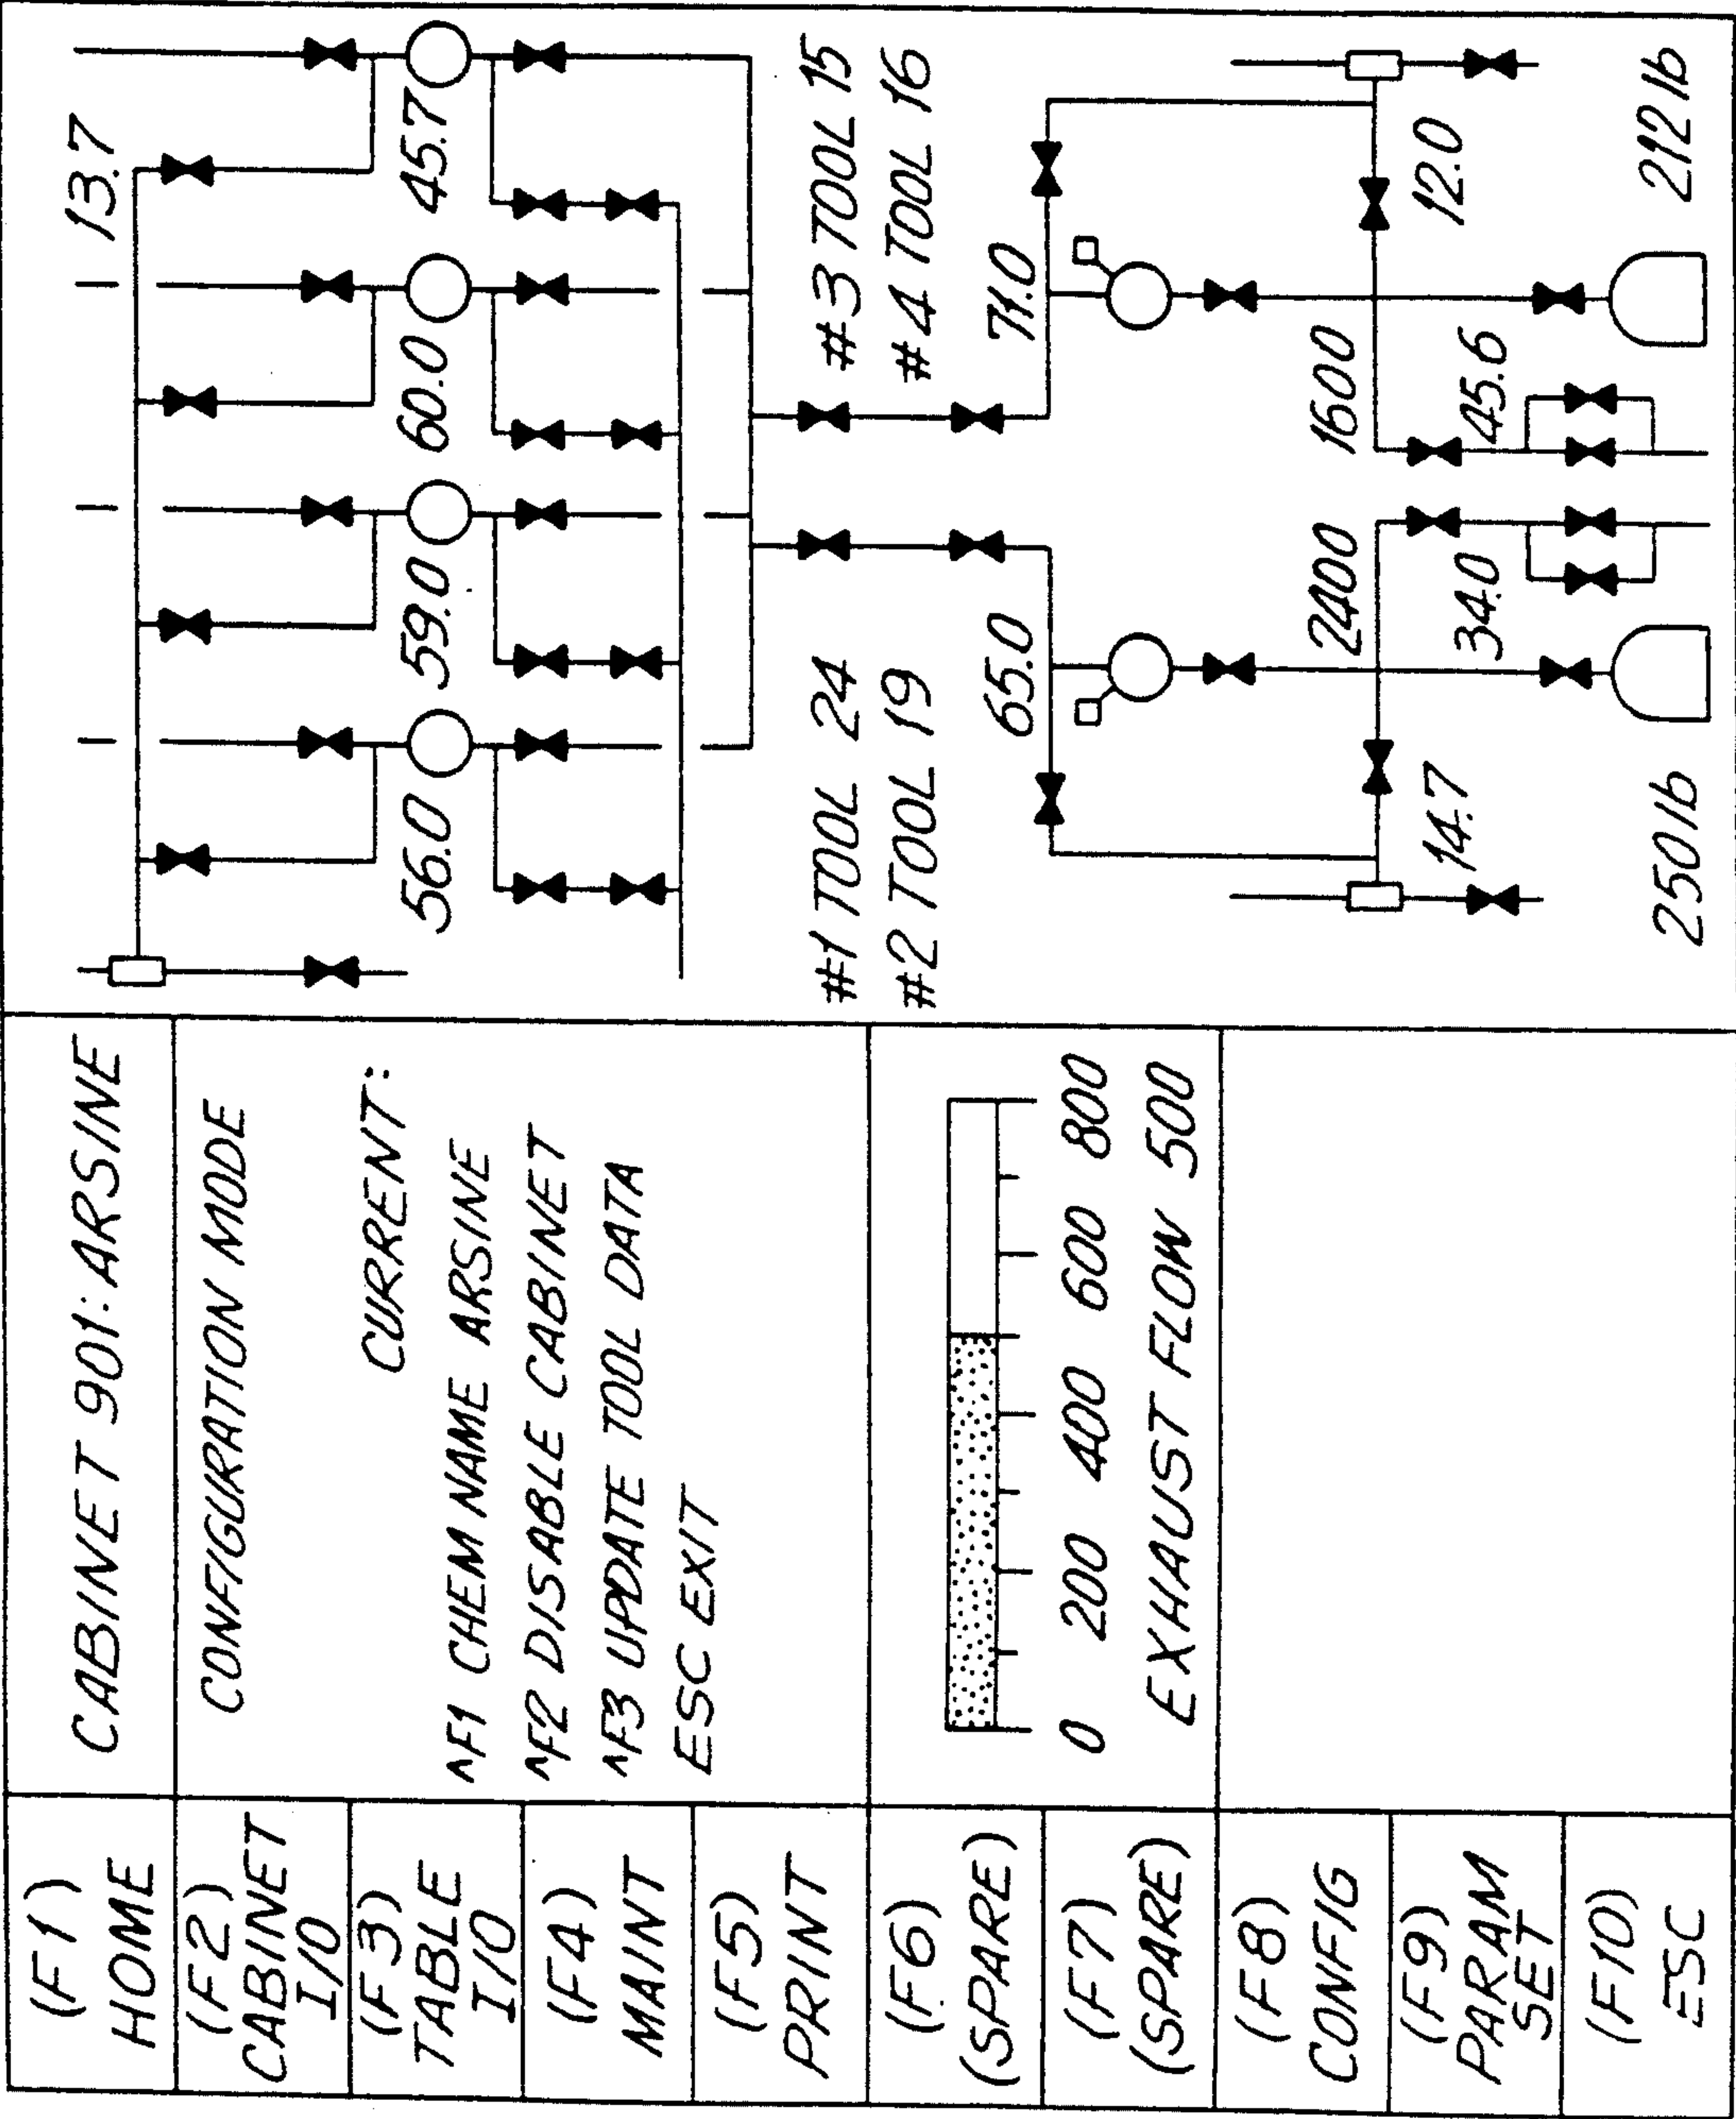 (F1)
HOME
(F2)
CABINET
I/O
(F3)
TABLE
I/O
(F4)
MAINT
(F5)
PRINT
(F6)
(SPARE)
(F7)
(SPARE)
(F8)
CONFIG
(F9)
PARAM
SET
(F10)
ESC
CABINET 901: ARSINE
CONFIGURATION MODE
CURRENT:
^F1 CHEM NAME ARSINE
^F2 DISABLE CABINET
^F3 UPDATE TOOL DATA
ESC EXIT
0 200 400 600 800
EXHAUST FLOW 500
13.7
56.0 59.0 60.0 45.7
#1 TOOL 24 #3 TOOL 15
#2 TOOL 19 #4 TOOL 16
65.0 71.0
2400 1600
14.7 34.0 45.6 12.0
250 lb 212 lb